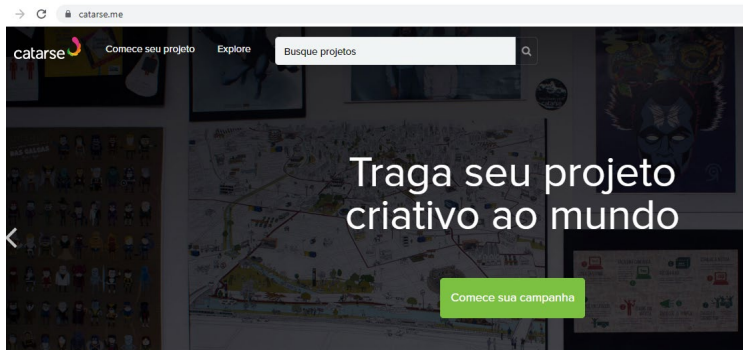 catarse.me
catarse
Comece seu projeto
Explore
Busque projetos
Traga seu projeto
criativo ao mundo
Comece sua campanha